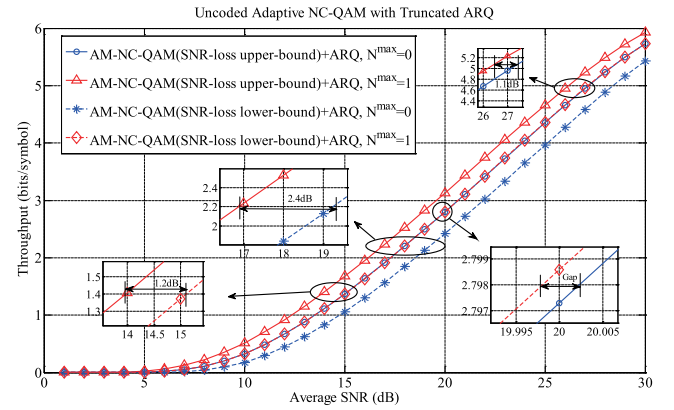 Uncoded Adaptive NC-QAM with Truncated ARQ
6
5
4
3
2
1
0
Throughput (bits/symbol)
AM-NC-QAM(SNR-loss upper-bound)+ARQ, N^max=0
AM-NC-QAM(SNR-loss upper-bound)+ARQ, N^max=1
AM-NC-QAM(SNR-loss lower-bound)+ARQ, N^max=0
AM-NC-QAM(SNR-loss lower-bound)+ARQ, N^max=1
5.2
5
4.8
4.6
4.4
1.1dB
26 27
2.4
2.2
2
2.4dB
17 18 19
1.5
1.4
1.3
1.2dB
14 14.5 15
2.799
2.798
2.797
Gap
19.995 20 20.005
0 5 10 15 20 25 30
Average SNR (dB)